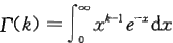 Γ(k)=∫₀^∞ x^{k-1}e^{-x}dx